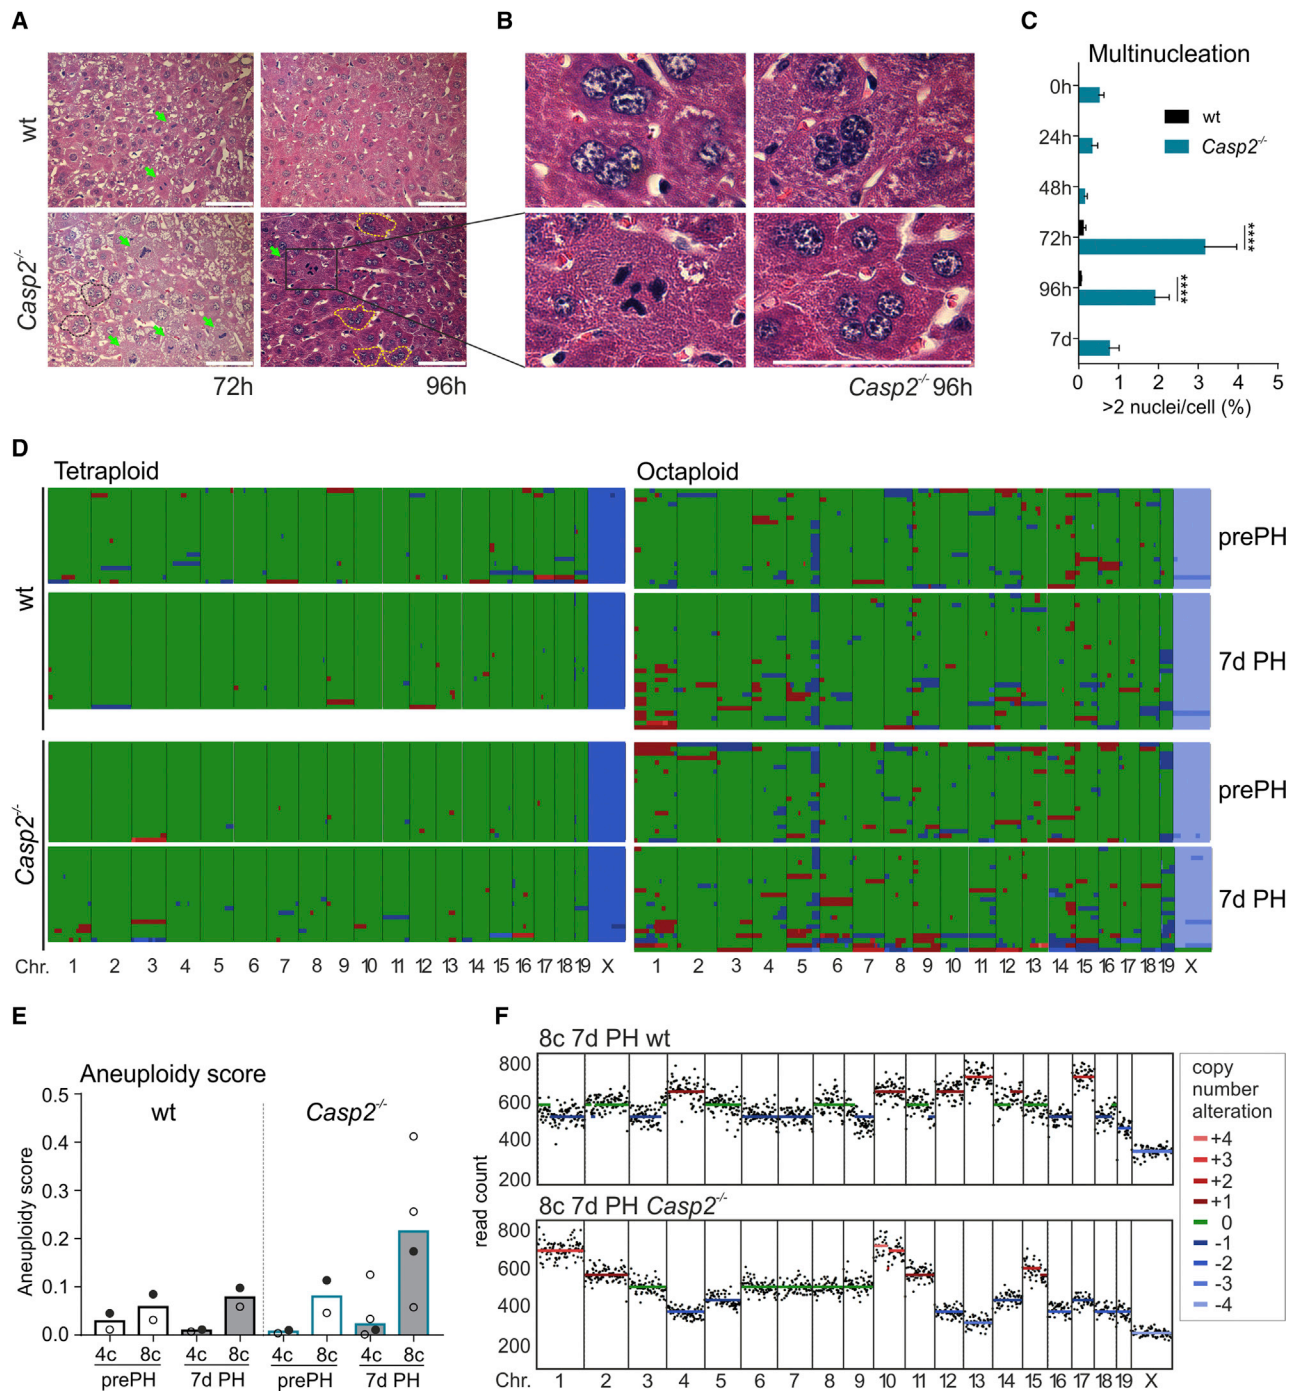 A
B
C
wt
Casp2-/-
72h
96h
Casp2-/- 96h
Multinucleation
0h
24h
48h
72h
96h
7d
wt
Casp2-/-
****
****
0 1 2 3 4 5
>2 nuclei/cell (%)
D
Tetraploid
Octaploid
wt
Casp2-/-
prePH
7d PH
prePH
7d PH
Chr. 1 2 3 4 5 6 7 8 9 10 11 12 13 14 15 16 17 18 19 X
1 2 3 4 5 6 7 8 9 10 11 12 13 14 15 16 17 18 19 X
E
Aneuploidy score
wt
Casp2-/-
Aneuploidy score
0.5
0.4
0.3
0.2
0.1
0.0
4c 8c 4c 8c 4c 8c 4c 8c
prePH 7d PH prePH 7d PH
F
8c 7d PH wt
800
600
400
200
read count
8c 7d PH Casp2-/-
800
600
400
200
Chr. 1 2 3 4 5 6 7 8 9 10 11 12 13 14 15 16 17 18 19 X
copy
number
alteration
+4
+3
+2
+1
0
-1
-2
-3
-4